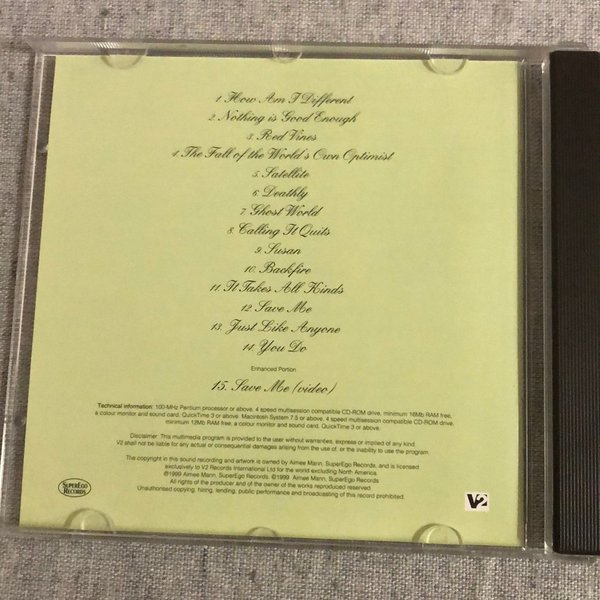 1. How Am I Different
2. Nothing is Good Enough
3. Red Vines
4. The Fall of the World's Own Optimist
5. Satellite
6. Deathly
7. Ghost World
8. Calling It Quits
9. Susan
10. Backfire
11. It Takes All Kinds
12. Save Me
13. Just Like Anyone
14. You Do
Enhanced Portion
15. Save Me (video)
Technical information: 100-MHz Pentium processor or above, 4 speed multisession compatible CD-ROM drive, minimum 16Mb RAM free,
a colour monitor and sound card. QuickTime 3 or above. Macintosh System 7.5 or above, 4 speed multisession compatible CD-ROM drive,
minimum 12Mb RAM free, a colour monitor and sound card. QuickTime 3 or above.
Disclaimer: This multimedia program is provided to the user without warranties, express or implied of any kind.
V2 shall not be liable for any actual or consequential damages arising from the use of, or the inability to use the program.
The copyright in this sound recording and artwork is owned by Aimee Mann, SuperEgo Records, and is licensed
exclusively to V2 Records International Ltd for the world excluding North America.
℗1999 Aimee Mann, SuperEgo Records ©1999 Aimee Mann, SuperEgo Records
All rights of the producer and of the owner of the works reproduced reserved.
Unauthorised copying, hiring, lending, public performance and broadcasting of this record prohibited.
SUPEREGO
RECORDS
V2